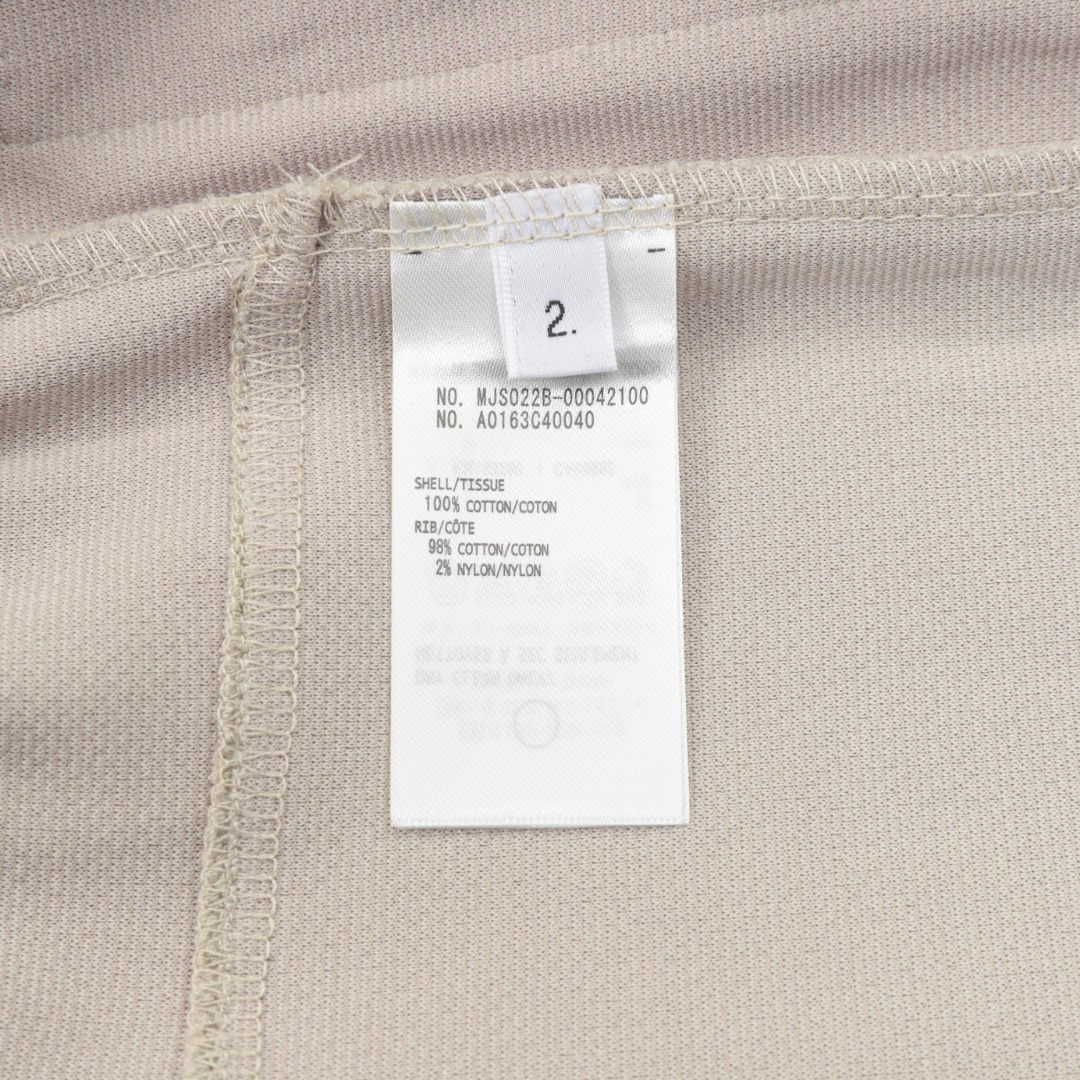 2.
NO. MJS022B-00042100
NO. A0163C40040
SHELL/TISSUE
100% COTTON/COTON
RIB/CÔTE
98% COTTON/COTON
2% NYLON/NYLON